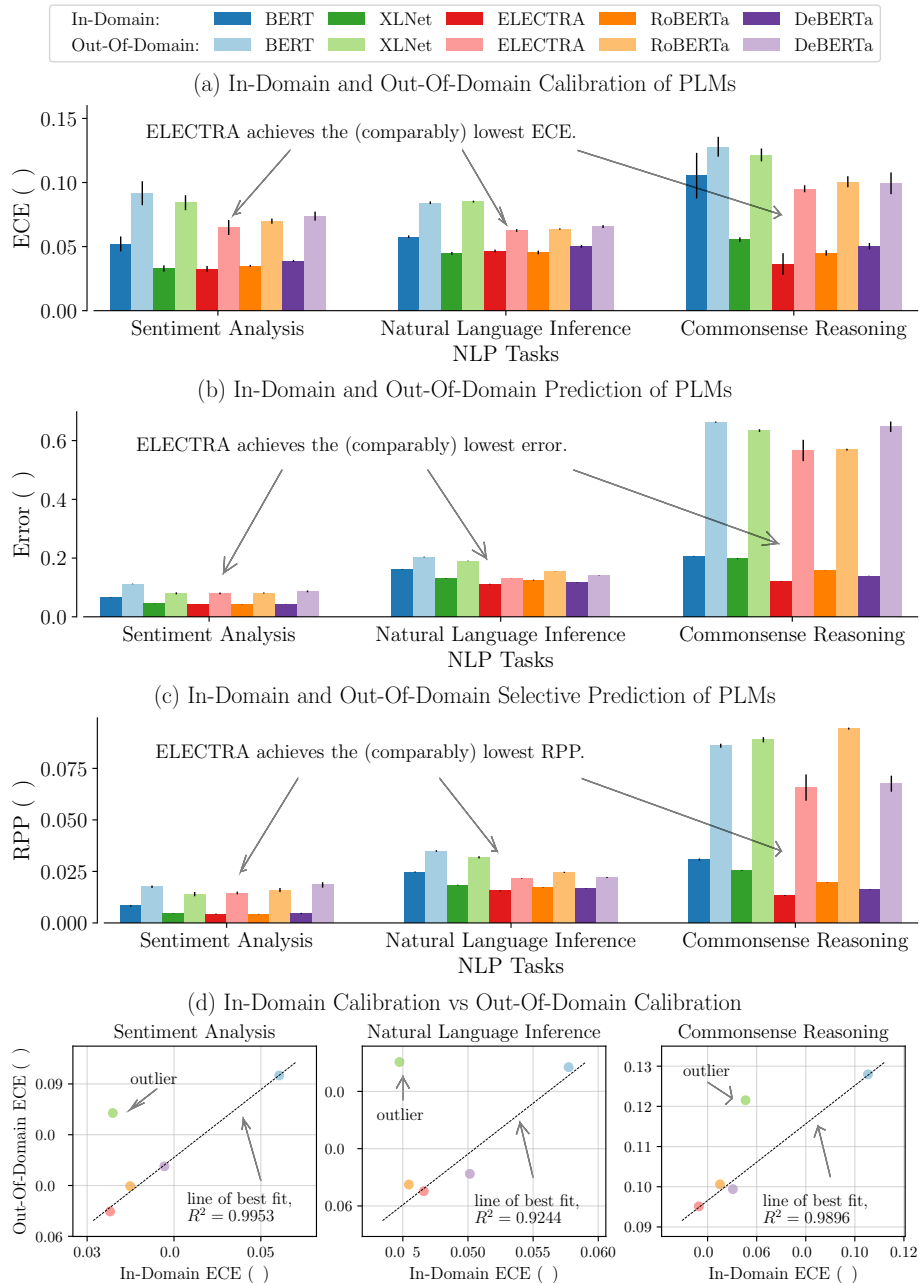 In-Domain: BERT XLNet ELECTRA RoBERTa DeBERTa
Out-Of-Domain: BERT XLNet ELECTRA RoBERTa DeBERTa
(a) In-Domain and Out-Of-Domain Calibration of PLMs
ECE ( )
0.15
0.10
0.05
0.00
ELECTRA achieves the (comparably) lowest ECE.
Sentiment Analysis Natural Language Inference Commonsense Reasoning
NLP Tasks
(b) In-Domain and Out-Of-Domain Prediction of PLMs
Error ( )
0.6
0.4
0.2
0.0
ELECTRA achieves the (comparably) lowest error.
Sentiment Analysis Natural Language Inference Commonsense Reasoning
NLP Tasks
(c) In-Domain and Out-Of-Domain Selective Prediction of PLMs
RPP ( )
0.075
0.050
0.025
0.000
ELECTRA achieves the (comparably) lowest RPP.
Sentiment Analysis Natural Language Inference Commonsense Reasoning
NLP Tasks
(d) In-Domain Calibration vs Out-Of-Domain Calibration
Sentiment Analysis
Out-Of-Domain ECE ( )
0.09
0.0
0.0
0.06
outlier
line of best fit,
R² = 0.9953
0.03 0.0 0.05
In-Domain ECE ( )
Natural Language Inference
0.0
0.0
0.06
outlier
line of best fit,
R² = 0.9244
0.0 5 0.050 0.055 0.060
In-Domain ECE ( )
Commonsense Reasoning
0.13
0.12
0.10
0.09
outlier
line of best fit,
R² = 0.9896
0.0 0.06 0.10 0.12
In-Domain ECE ( )